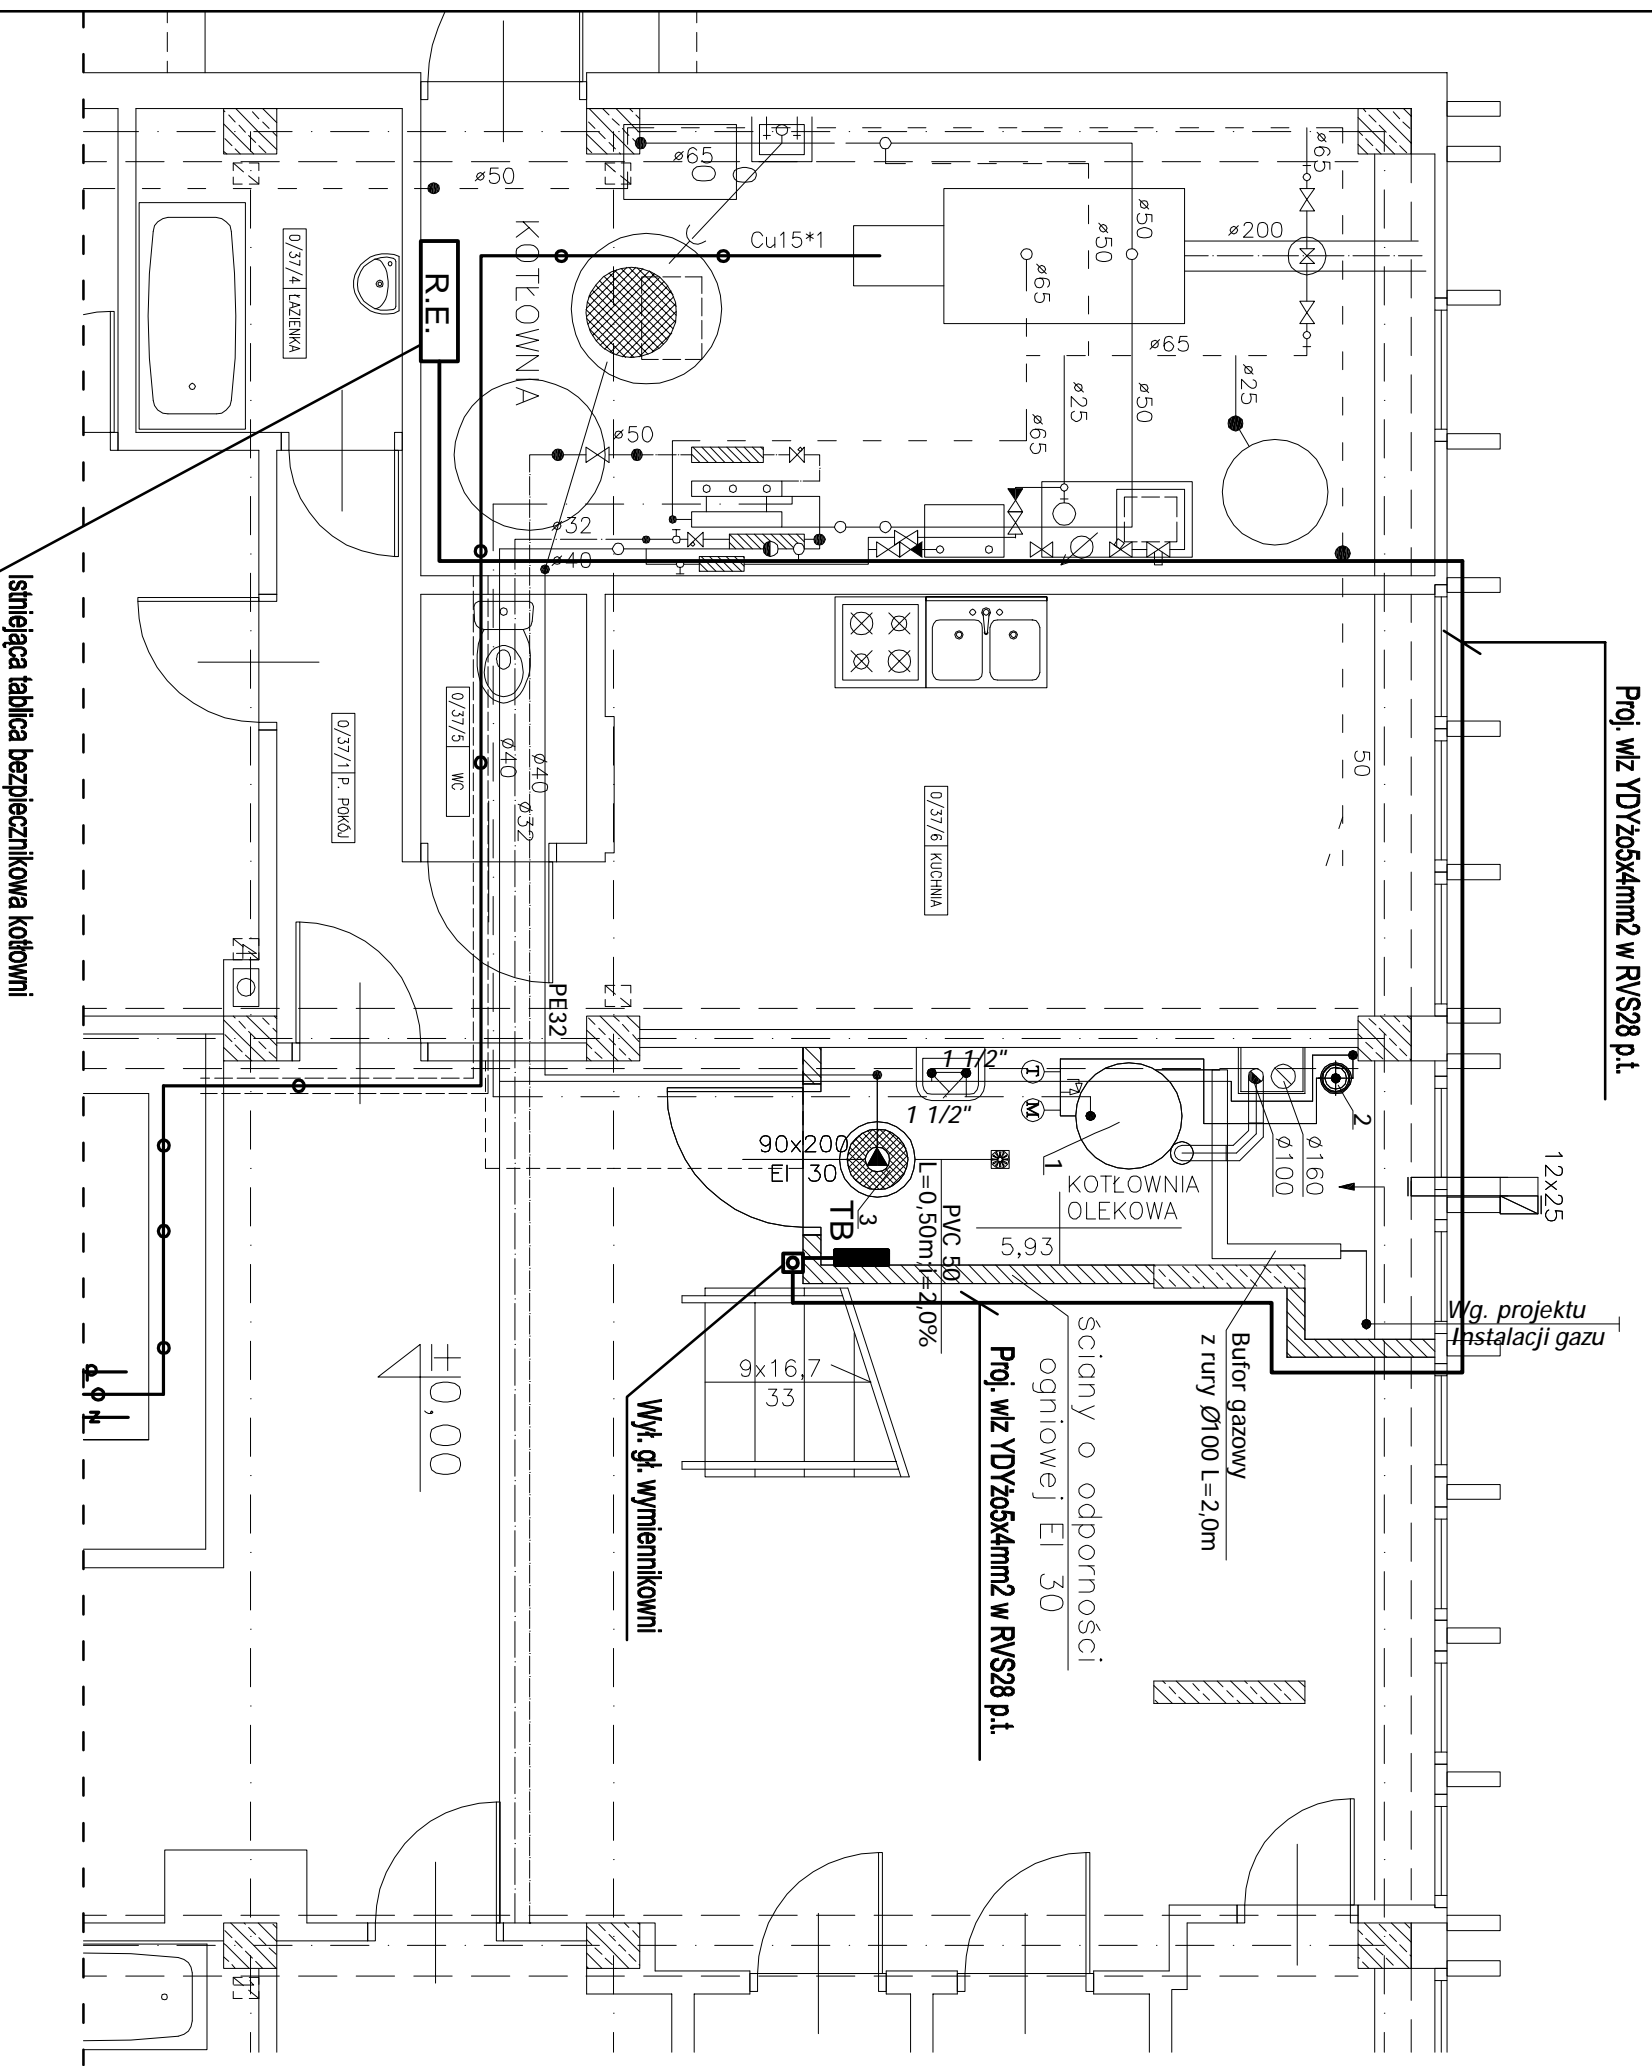 Proj. wlz YDYżo5x4mm2 w RVS28 p.t.
Istniejąca tablica bezpiecznikowa kotłowni
R.E.
KOTŁOWNIA
0/37/4 ŁAZIENKA
0/37/1 P. POKÓJ
0/37/5 WC
0/37/6 KUCHNIA
ø50
ø65
Cu15*1
ø65
ø50
ø50
ø200
ø65
ø65
ø25
ø50
ø65
ø25
ø50
ø32
ø40
50
Ø40
Ø40
Ø32
PE32
1 1/2"
1 1/2"
T
M
1
2
3
Ø160
Ø100
12x25
90x200
EI 30
TB
KOTŁOWNIA
OLEKOWA
5,93
PVC 50
L=0,50m;i=2,0%
Wg. projektu
Instalacji gazu
Bufor gazowy
z rury Ø100 L=2,0m
Ściany o odporności
ogniowej EI 30
Proj. wlz YDYżo5x4mm2 w RVS28 p.t.
9x16,7
33
Wył. gł. wymiennikowni
±0,00
P
N